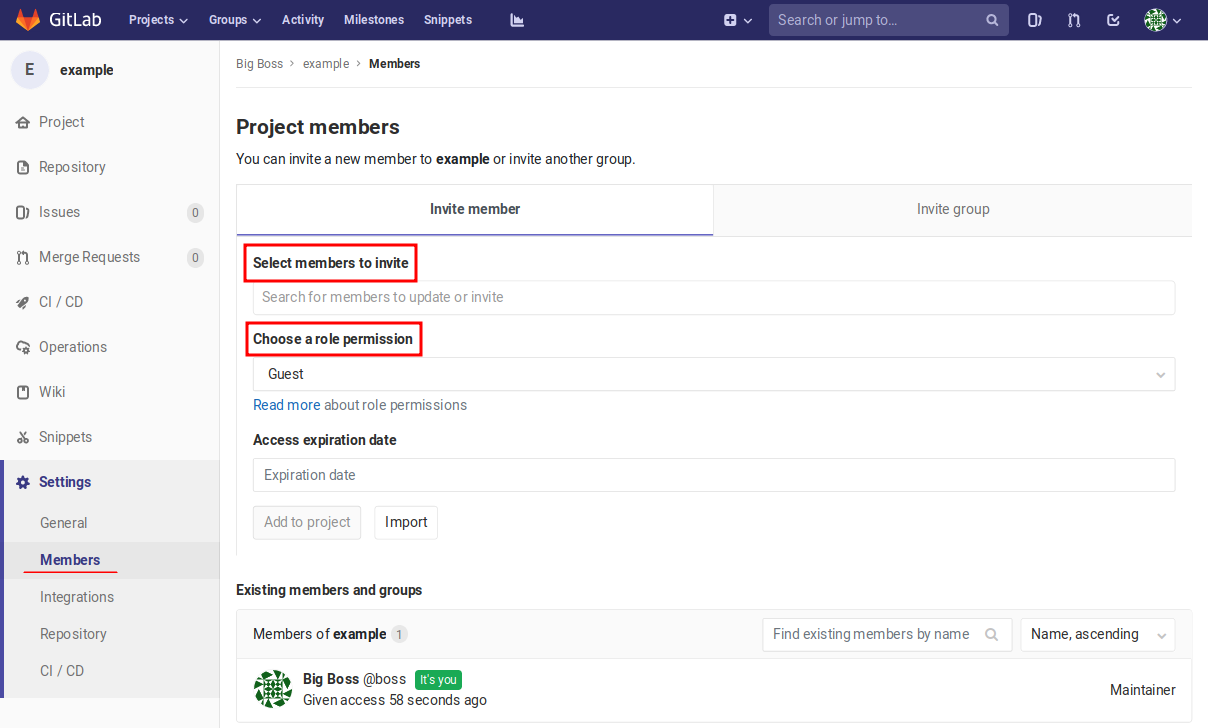 GitLab Projects Groups Activity Milestones Snippets Search or jump to...
E example
Project
Repository
Issues 0
Merge Requests 0
CI / CD
Operations
Wiki
Snippets
Settings
General
Members
Integrations
Repository
CI / CD
Big Boss › example › Members
Project members
You can invite a new member to example or invite another group.
Invite member Invite group
Select members to invite
Search for members to update or invite
Choose a role permission
Guest
Read more about role permissions
Access expiration date
Expiration date
Add to project Import
Existing members and groups
Members of example 1 Find existing members by name Name, ascending
Big Boss @boss It's you
Given access 58 seconds ago
Maintainer